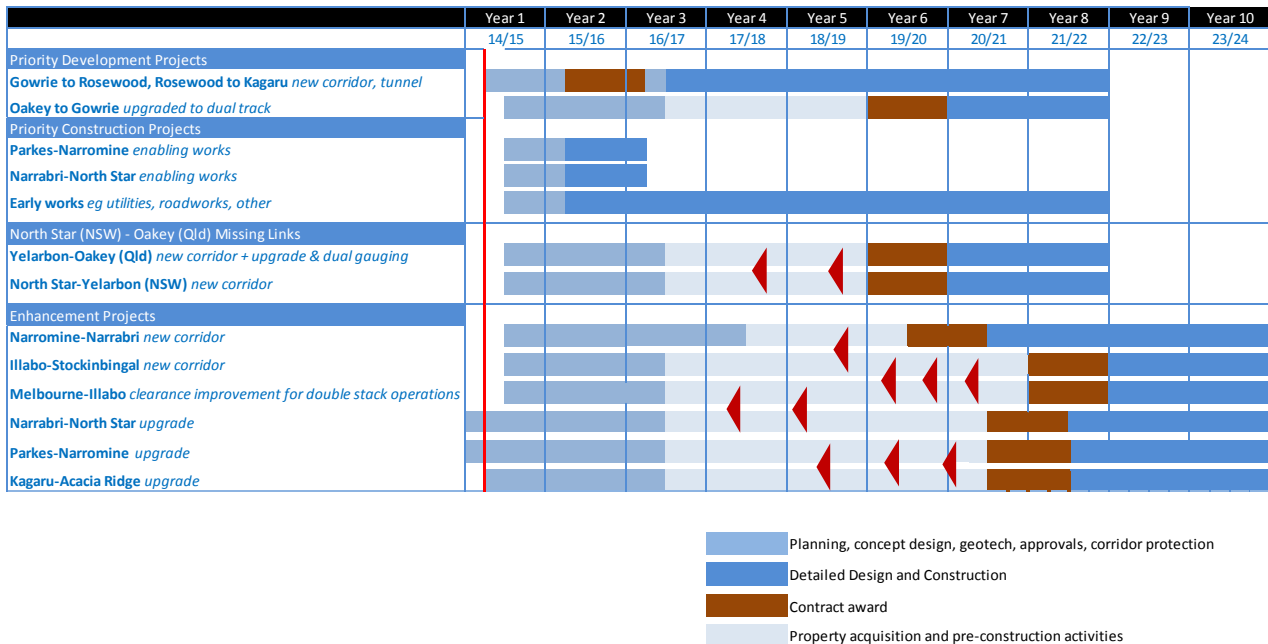 Year 1 Year 2 Year 3 Year 4 Year 5 Year 6 Year 7 Year 8 Year 9 Year 10
14/15 15/16 16/17 17/18 18/19 19/20 20/21 21/22 22/23 23/24
Priority Development Projects
Gowrie to Rosewood, Rosewood to Kagaru new corridor, tunnel
Oakey to Gowrie upgraded to dual track
Priority Construction Projects
Parkes-Narromine enabling works
Narrabri-North Star enabling works
Early works eg utilities, roadworks, other
North Star (NSW) - Oakey (Qld) Missing Links
Yelarbon-Oakey (Qld) new corridor + upgrade & dual gauging
North Star-Yelarbon (NSW) new corridor
Enhancement Projects
Narromine-Narrabri new corridor
Illabo-Stockinbingal new corridor
Melbourne-Illabo clearance improvement for double stack operations
Narrabri-North Star upgrade
Parkes-Narromine upgrade
Kagaru-Acacia Ridge upgrade
Planning, concept design, geotech, approvals, corridor protection
Detailed Design and Construction
Contract award
Property acquisition and pre-construction activities